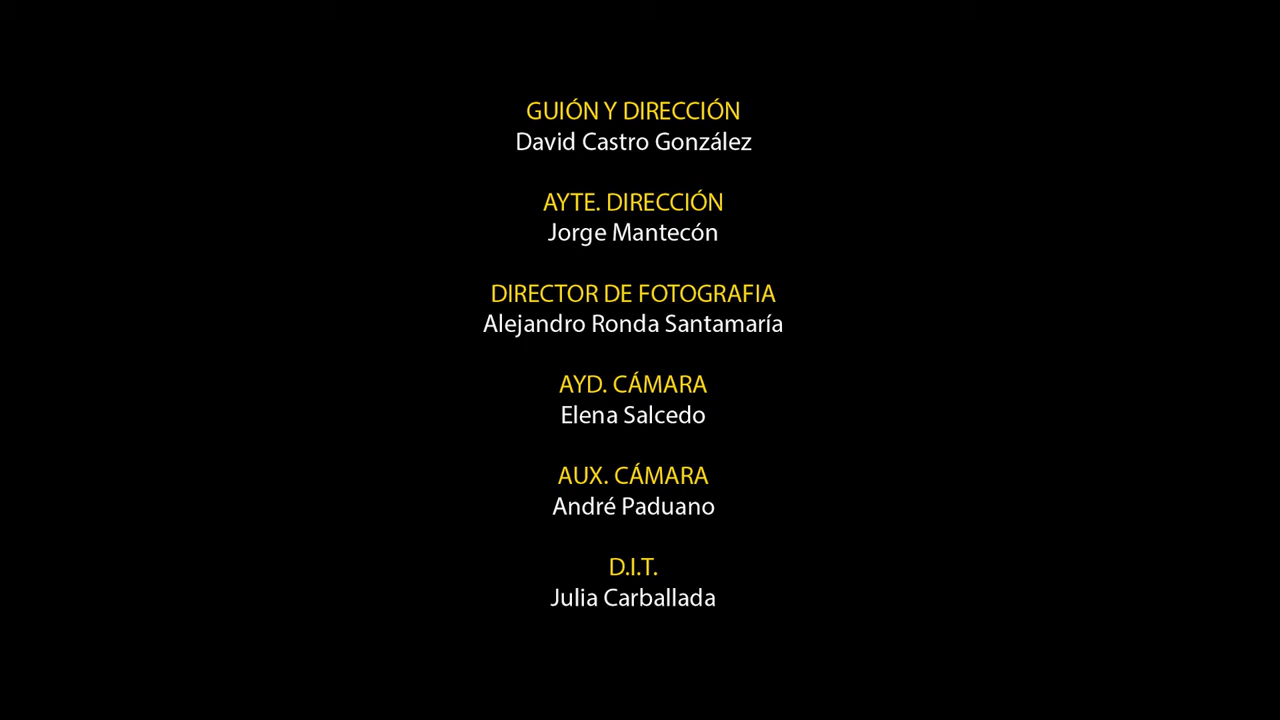 GUIÓN Y DIRECCIÓN
David Castro González
AYTE. DIRECCIÓN
Jorge Mantecón
DIRECTOR DE FOTOGRAFIA
Alejandro Ronda Santamaría
AYD. CÁMARA
Elena Salcedo
AUX. CÁMARA
André Paduano
D.I.T.
Julia Carballada